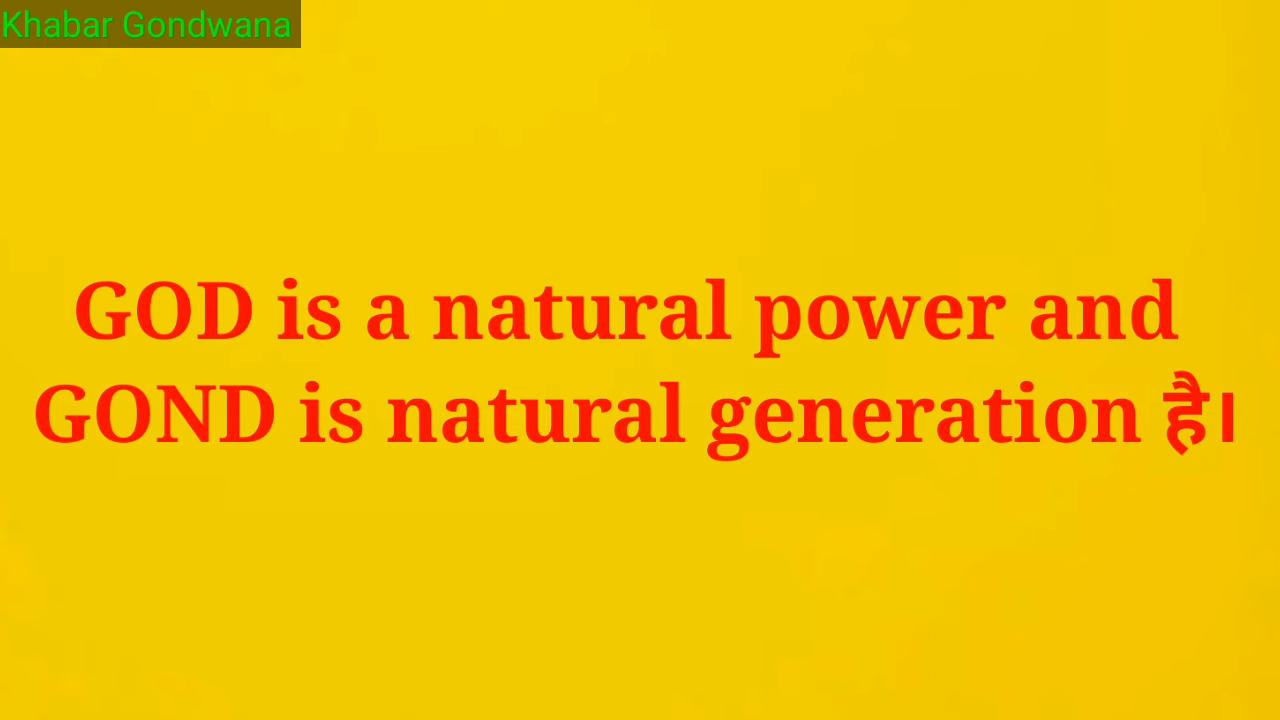 Khabar Gondwana
GOD is a natural power and
GOND is natural generation है।